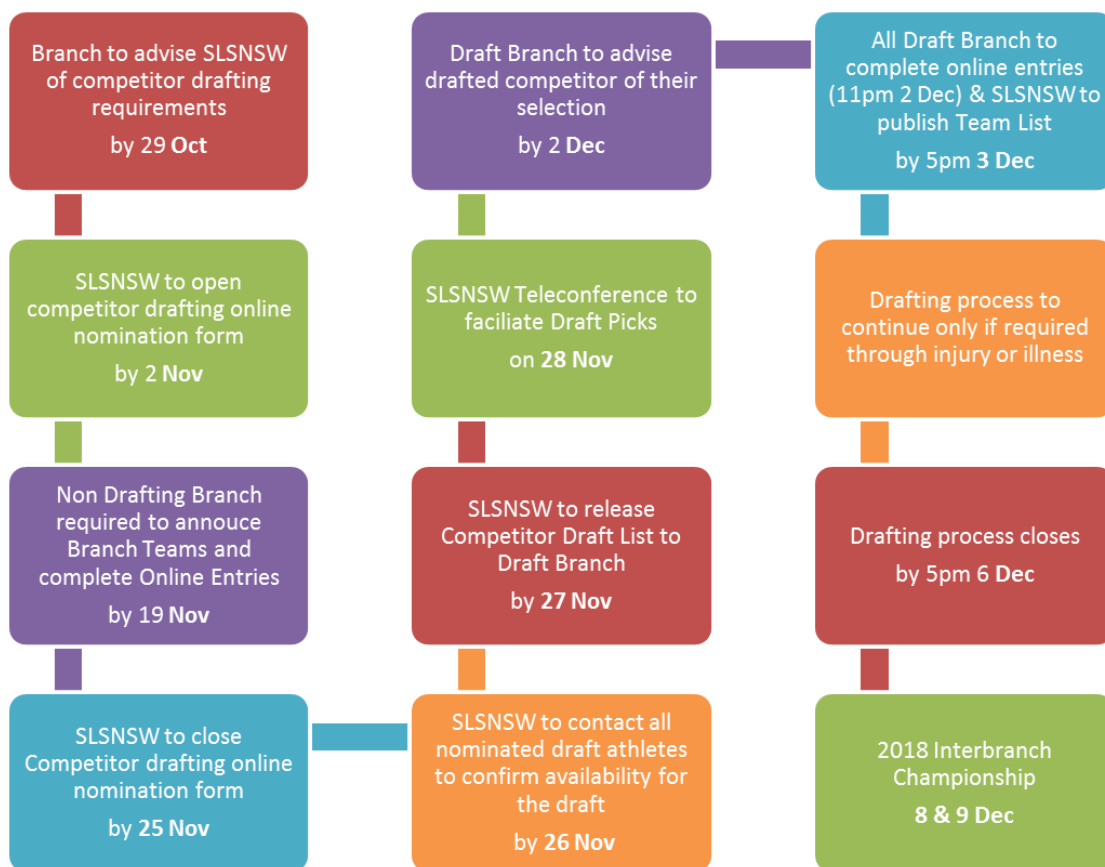 Branch to advise SLSNSW
of competitor drafting
requirements
by 29 Oct
SLSNSW to open
competitor drafting online
nomination form
by 2 Nov
Non Drafting Branch
required to annouce
Branch Teams and
complete Online Entries
by 19 Nov
SLSNSW to close
Competitor drafting online
nomination form
by 25 Nov
SLSNSW to contact all
nominated draft athletes
to confirm availability for
the draft
by 26 Nov
SLSNSW to release
Competitor Draft List to
Draft Branch
by 27 Nov
SLSNSW Teleconference to
faciliate Draft Picks
on 28 Nov
Draft Branch to advise
drafted competitor of their
selection
by 2 Dec
All Draft Branch to
complete online entries
(11pm 2 Dec) & SLSNSW to
publish Team List
by 5pm 3 Dec
Drafting process to
continue only if required
through injury or illness
Drafting process closes
by 5pm 6 Dec
2018 Interbranch
Championship
8 & 9 Dec